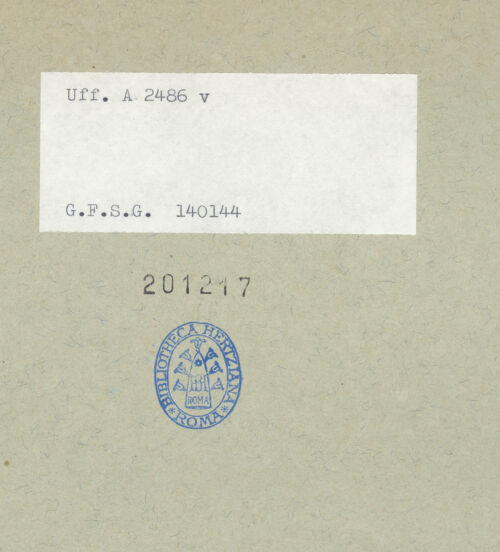 Uff. A 2486 v
G.F.S.G. 140144
201217
BIBLIOTHECA HERTZIANA
ROMA
* ROMA *